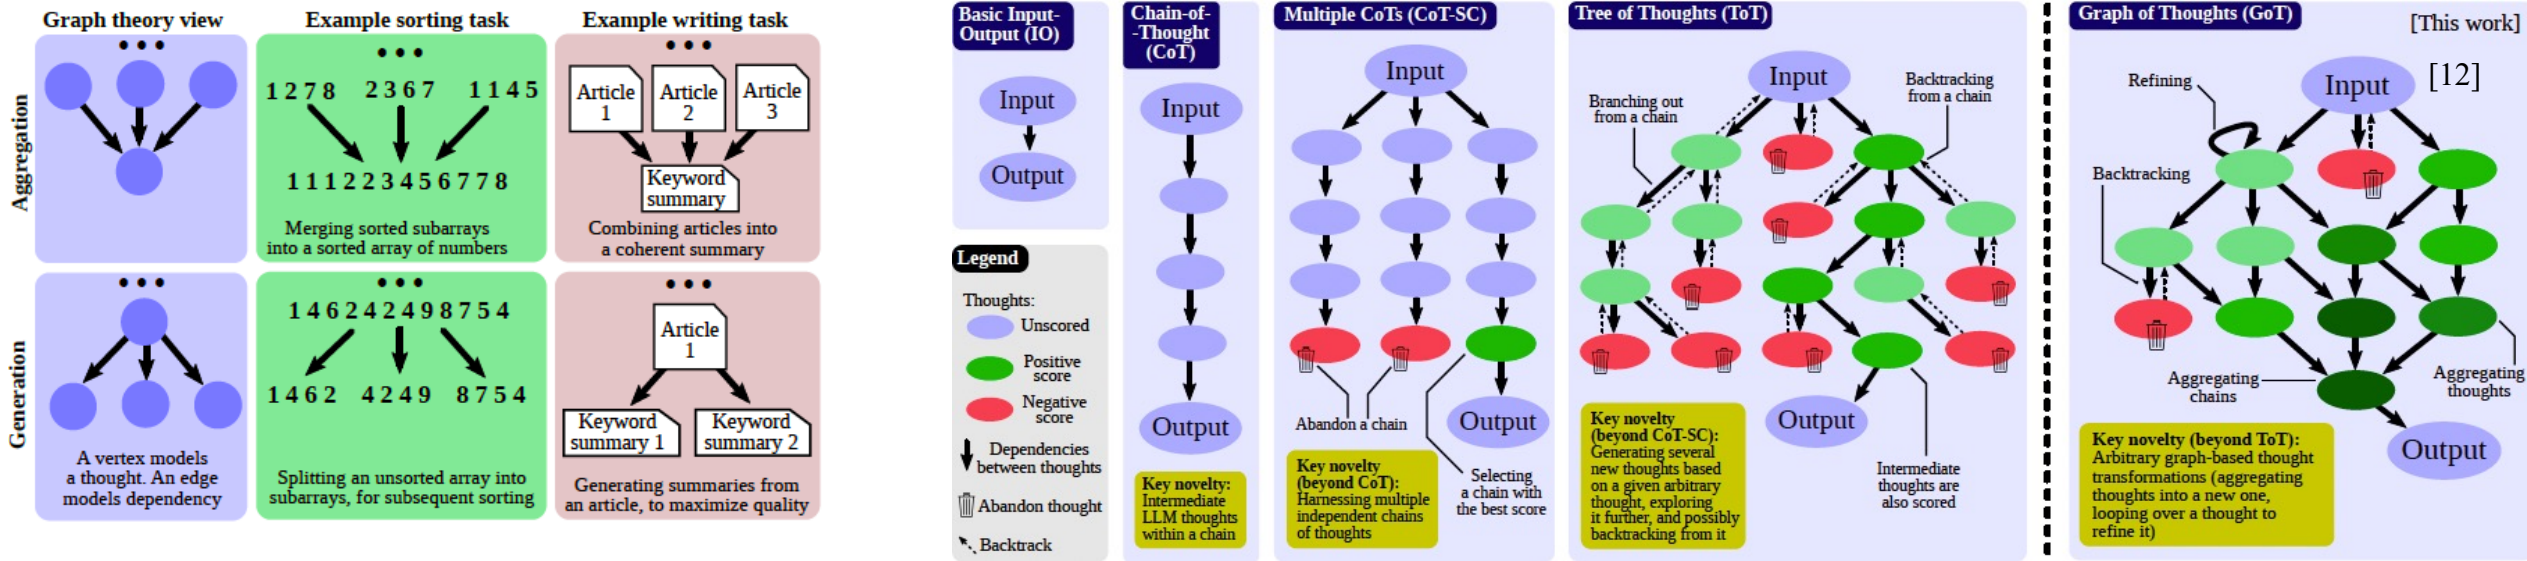 Graph theory view
Example sorting task
Example writing task
Aggregation
1 2 7 8
2 3 6 7
1 1 4 5
1 1 1 2 2 3 4 5 6 7 7 8
Merging sorted subarrays
into a sorted array of numbers
Article
1
Article
2
Article
3
Keyword
summary
Combining articles into
a coherent summary
Generation
A vertex models
a thought. An edge
models dependency
1 4 6 2 4 2 4 9 8 7 5 4
1 4 6 2
4 2 4 9
8 7 5 4
Splitting an unsorted array into
subarrays, for subsequent sorting
Article
1
Keyword
summary 1
Keyword
summary 2
Generating summaries from
an article, to maximize quality
Basic Input-
Output (IO)
Input
Output
Legend
Thoughts:
Unscored
Positive
score
Negative
score
Dependencies
between thoughts
Abandon thought
Backtrack
Chain-of-
-Thought
(CoT)
Input
Output
Key novelty:
Intermediate
LLM thoughts
within a chain
Multiple CoTs (CoT-SC)
Input
Abandon a chain
Output
Key novelty
(beyond CoT):
Harnessing multiple
independent chains
of thoughts
Selecting
a chain with
the best score
Tree of Thoughts (ToT)
Input
Branching out
from a chain
Backtracking
from a chain
Output
Key novelty
(beyond CoT-SC):
Generating several
new thoughts based
on a given arbitrary
thought, exploring
it further, and possibly
backtracking from it
Intermediate
thoughts are
also scored
Graph of Thoughts (GoT)
[This work]
Refining
Input
[12]
Backtracking
Aggregating
chains
Aggregating
thoughts
Output
Key novelty (beyond ToT):
Arbitrary graph-based thought
transformations (aggregating
thoughts into a new one,
looping over a thought to
refine it)